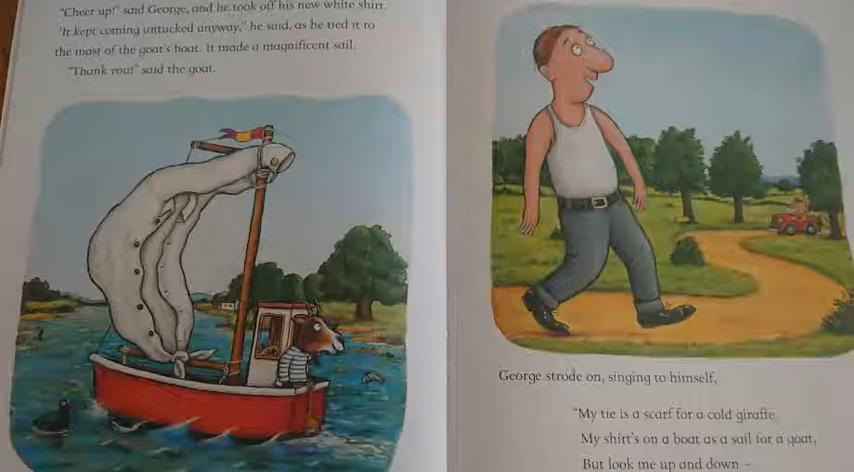 "Cheer up!" said George, and he took off his new white shirt.
"It kept coming untucked anyway," he said, as he tied it to
the mast of the goat's boat. It made a magnificent sail.
"Thank you!" said the goat.
George strode on, singing to himself,
"My tie is a scarf for a cold giraffe,
My shirt's on a boat as a sail for a goat,
But look me up and down –